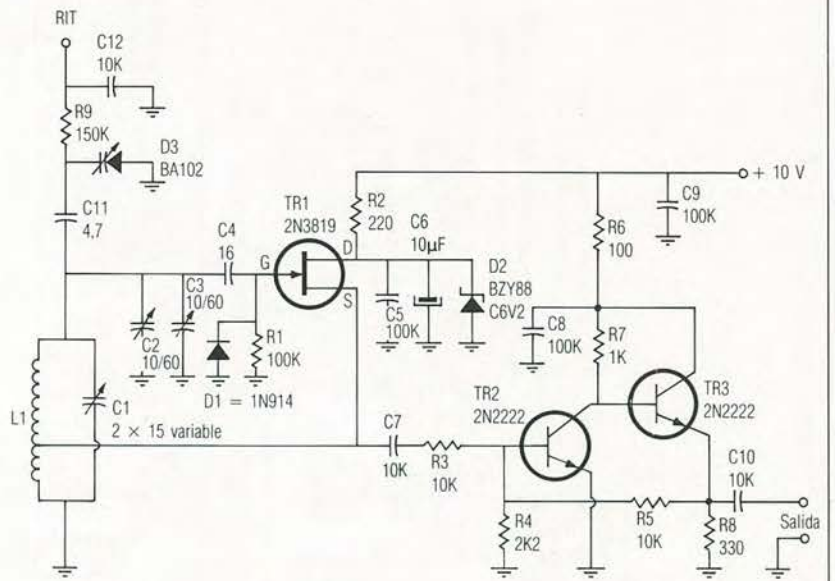 RIT
C12
10K
R9
150K
D3
BA102
C11
4,7
C4
16
TR1
2N3819
R2
220
C6
10µF
+ 10 V
C9
100K
R6
100
G
D
S
C3
10/60
C2
10/60
R1
100K
D1 = 1N914
C5
100K
D2
BZY88
C6V2
C8
100K
R7
1K
TR3
2N2222
TR2
2N2222
L1
C1
2 × 15 variable
C7
10K
R3
10K
C10
10K
R4
2K2
R5
10K
R8
330
Salida